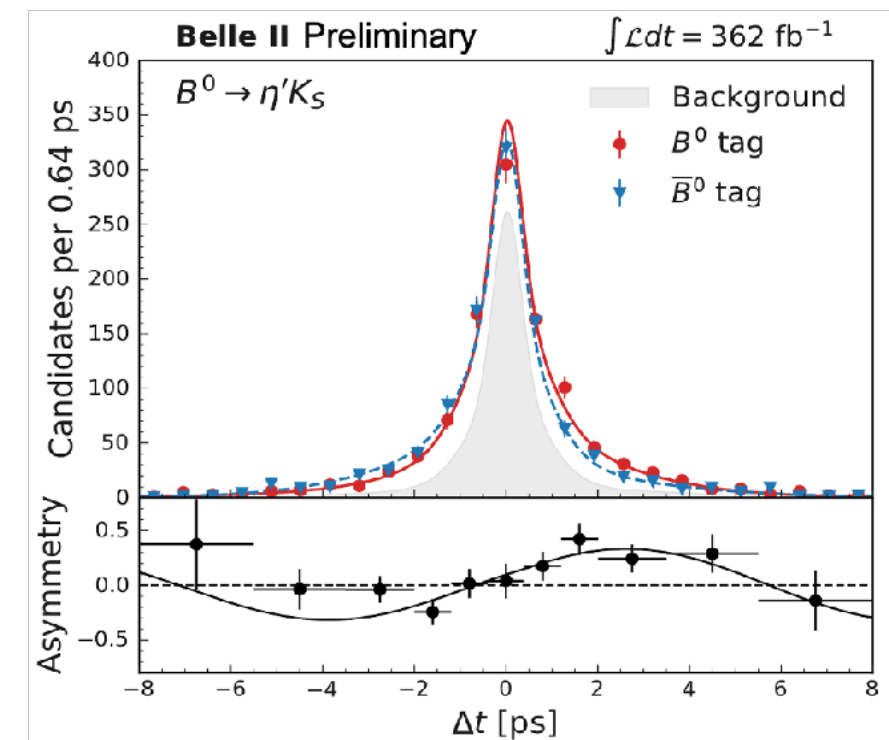 Belle II Preliminary ∫ℒdt = 362 fb⁻¹
B⁰ → η′K_S
Background
B⁰ tag
B̅⁰ tag
Candidates per 0.64 ps
400
350
300
250
200
150
100
50
0
Asymmetry
0.5
0.0
−0.5
−8 −6 −4 −2 0 2 4 6 8
Δt [ps]